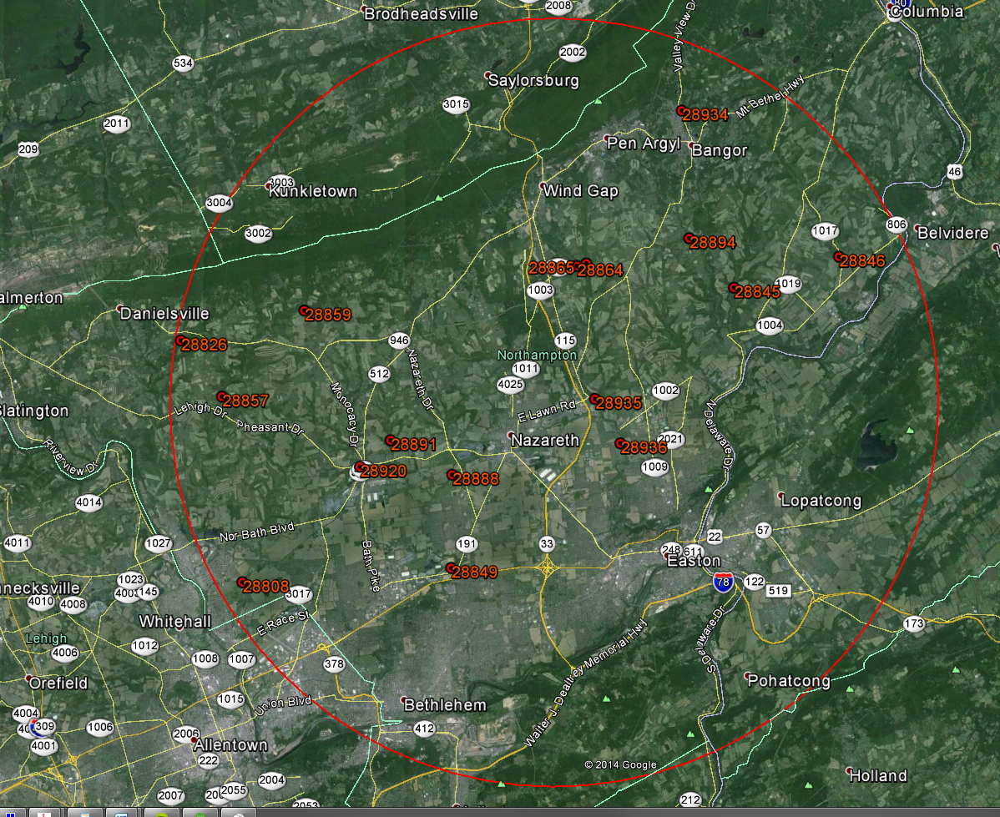 2008
Brodheadsville
80
Columbia
Valley View D
2002
534
Saylorsburg
3015
Mt Bethel Hwy
28934
2011
Pen Argyl
209
Bangor
46
3003
Kunkletown
Wind Gap
3004
806
1017
Belvidere
3002
28894
28846
28865
28864
1019
1003
28845
almerton
Danielsville
28859
1004
946
28826
115
Northampton
1011
512
Nazareth Dr
4025
1002
Monocacy Dr
28857
28935
Lehigh Dr
E Lawn Rd
N Delaware Dr
Slatington
Pheasant Dr
28891
Nazareth
2021
28936
Riverview Dr
1009
28920
28888
4014
Lopatcong
Nor Bath Blvd
57
22
4011
1027
191
33
248
611
Easton
Bath Pike
28849
1023
78
122
519
28808
necksville
145
4010
4008
3017
Whitehall
E Race St
173
Lehigh
1012
4006
1008
1007
378
S Delaware Dr
Walter J. Dealtrey Memorial Hwy
Orefield
Pohatcong
1015
Union Blvd
Bethlehem
4004
309
1006
412
2006
4001
Allentown
222
© 2014 Google
Holland
2004
2055
2007
212
2053